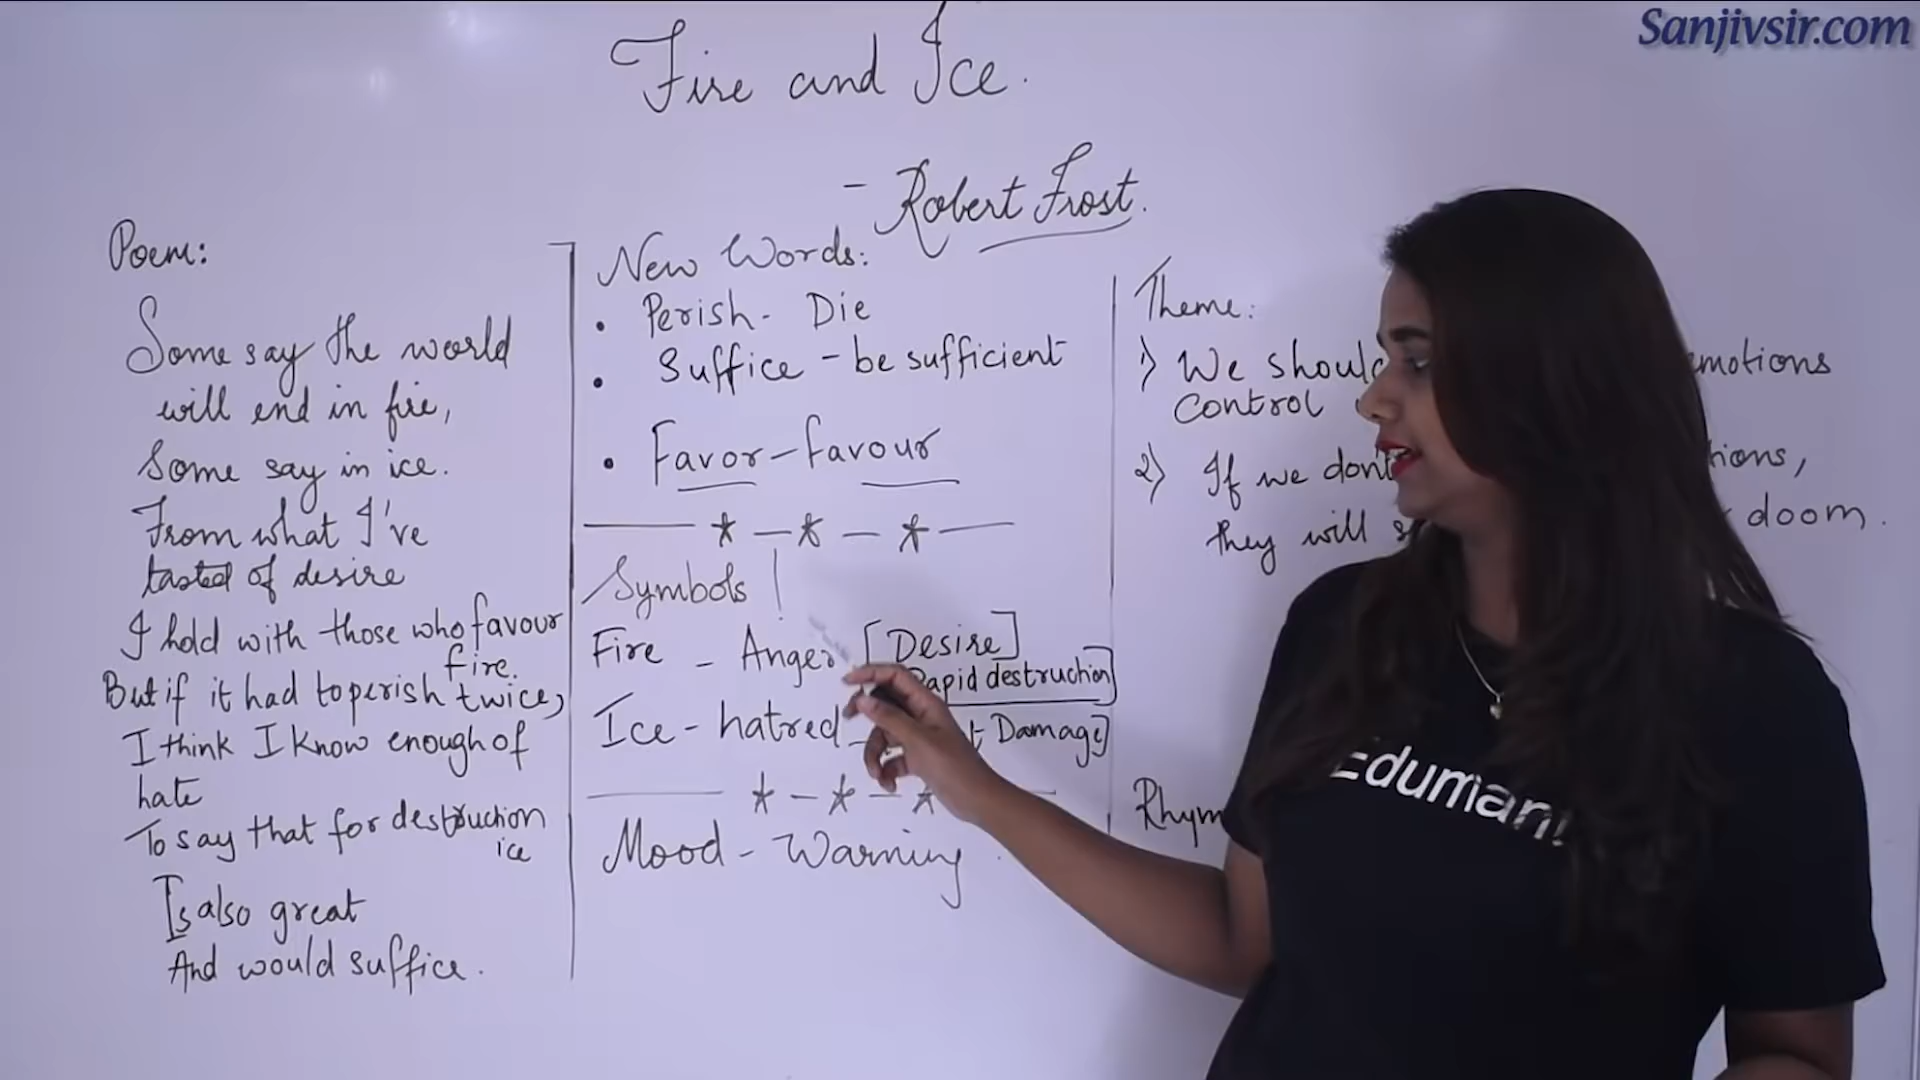 Sanjivsir.com
Fire and Ice.
- Robert Frost.
Poem:
Some say the world
will end in fire,
Some say in ice.
From what I've
tasted of desire
I hold with those who favour
fire.
But if it had to perish twice,
I think I know enough of
hate
To say that for destruction
ice
Is also great
And would suffice.
New Words:
• Perish - Die
• Suffice - be sufficient
• Favor - favour
Symbols
Fire - Anger [Desire]
Rapid destruction]
Ice - hatred - Damage]
Mood - Warning
Theme:
1) We should emotions
control
2) If we dont
they will doom.
Rhym
Edumant